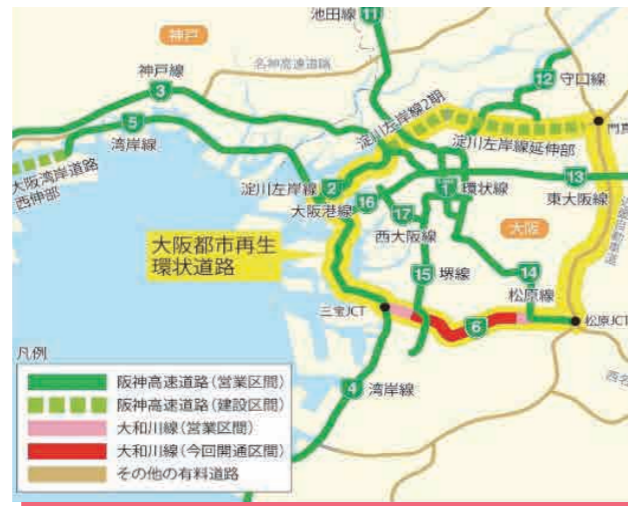 池田線
11
神戸
名神高速道路
神戸線
3
12
守口線
5
湾岸線
淀川左岸線2期
門真
淀川左岸線延伸部
大阪湾岸道路
西伸部
淀川左岸線
2
1
環状線
13
東大阪線
大阪港線
16
17
西大阪線
大阪
近畿自動車道
大阪都市再生
環状道路
15
堺線
14
松原線
三宝JCT
6
松原JCT
4
湾岸線
西名
凡例
阪神高速道路(営業区間)
阪神高速道路(建設区間)
大和川線(営業区間)
大和川線(今回開通区間)
その他の有料道路